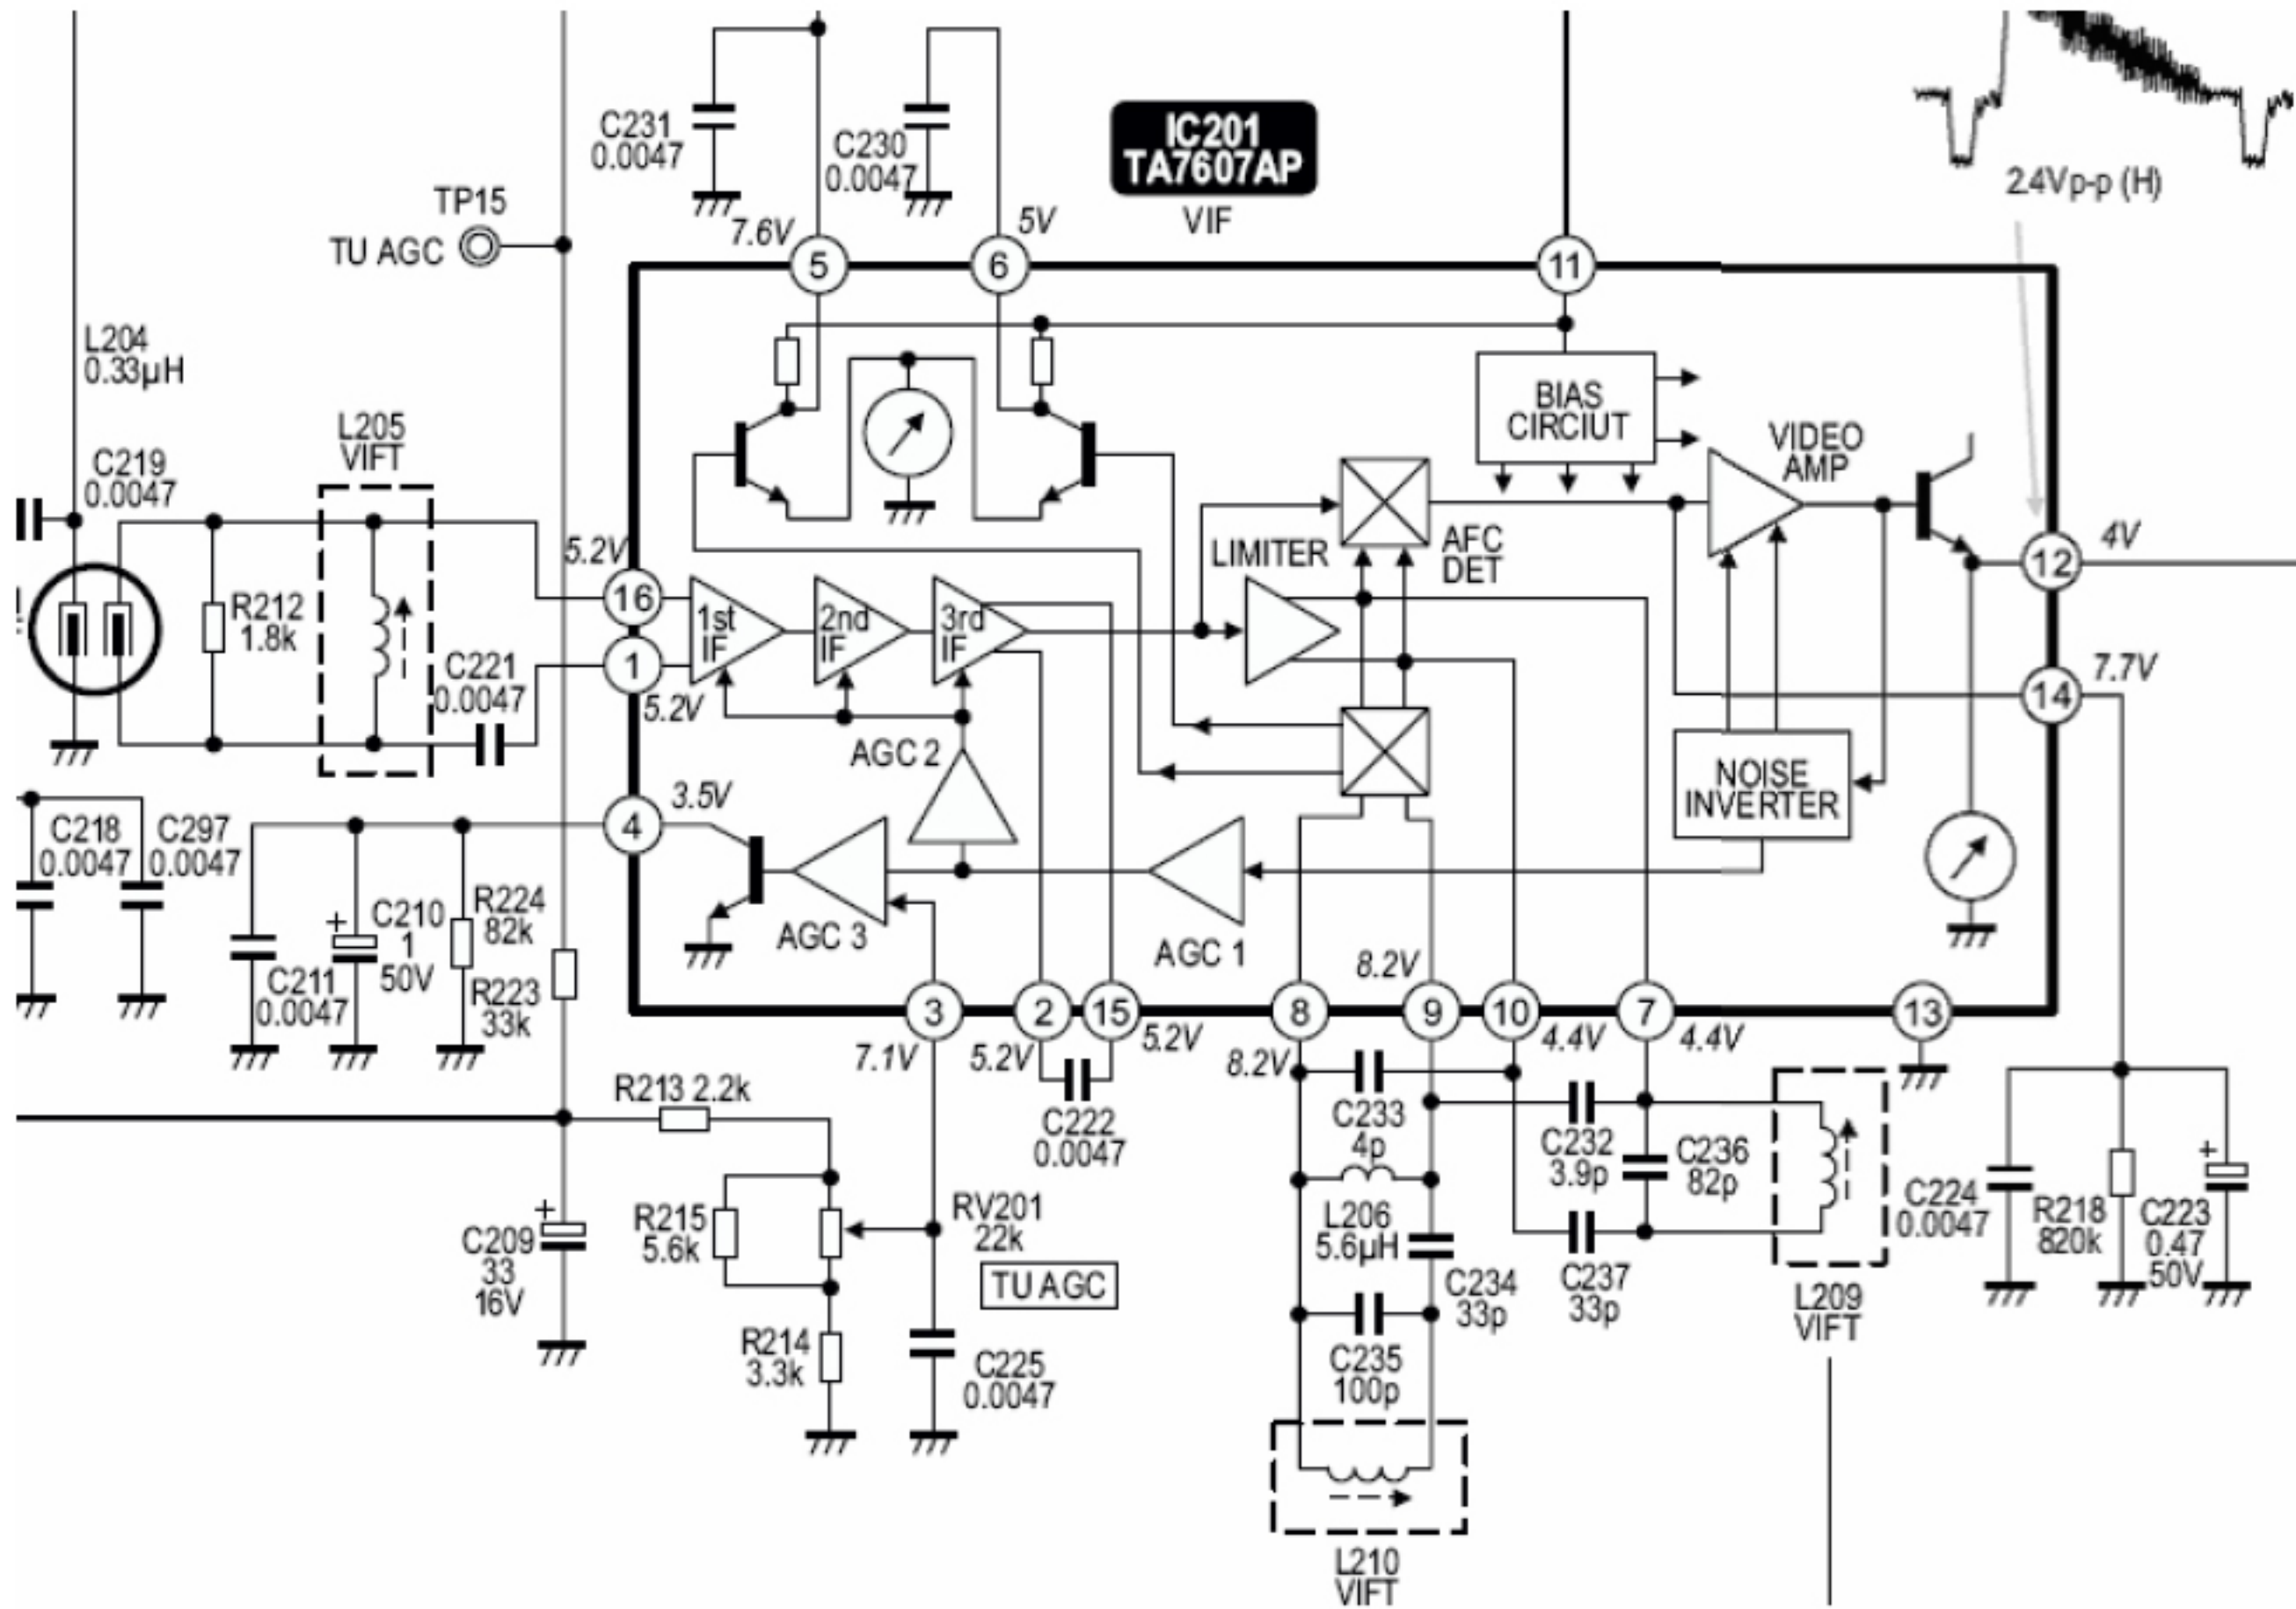 C231
0.0047
C230
0.0047
IC201
TA7607AP
VIF
2.4Vp-p (H)
TP15
TU AGC
7.6V
5V
5
6
11
L204
0.33µH
L205
VIFT
C219
0.0047
BIAS
CIRCIUT
VIDEO
AMP
5.2V
LIMITER
AFC
DET
12
4V
16
1st
IF
2nd
IF
3rd
IF
R212
1.8k
C221
0.0047
1
5.2V
14
7.7V
AGC 2
NOISE
INVERTER
3.5V
4
C218
0.0047
C297
0.0047
C210
1
50V
+
R224
82k
AGC 3
AGC 1
C211
0.0047
R223
33k
8.2V
3
2
15
8
9
10
7
13
7.1V
5.2V
5.2V
8.2V
4.4V
4.4V
R213 2.2k
C222
0.0047
C233
4p
C232
3.9p
C236
82p
R215
5.6k
RV201
22k
L206
5.6µH
C224
0.0047
R218
820k
C223
0.47
50V
+
C209
33
16V
+
TU AGC
C234
33p
C237
33p
L209
VIFT
R214
3.3k
C225
0.0047
C235
100p
L210
VIFT